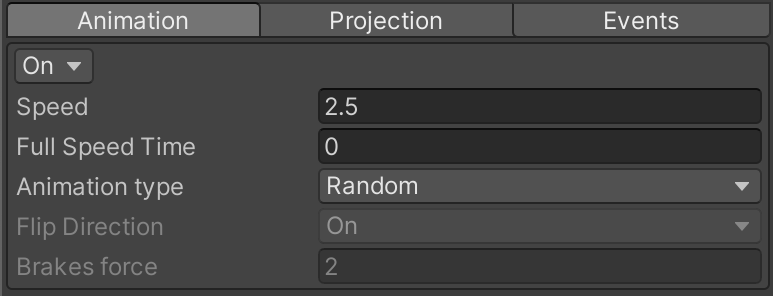 Animation Projection Events
On
Speed 2.5
Full Speed Time 0
Animation type Random
Flip Direction On
Brakes force 2